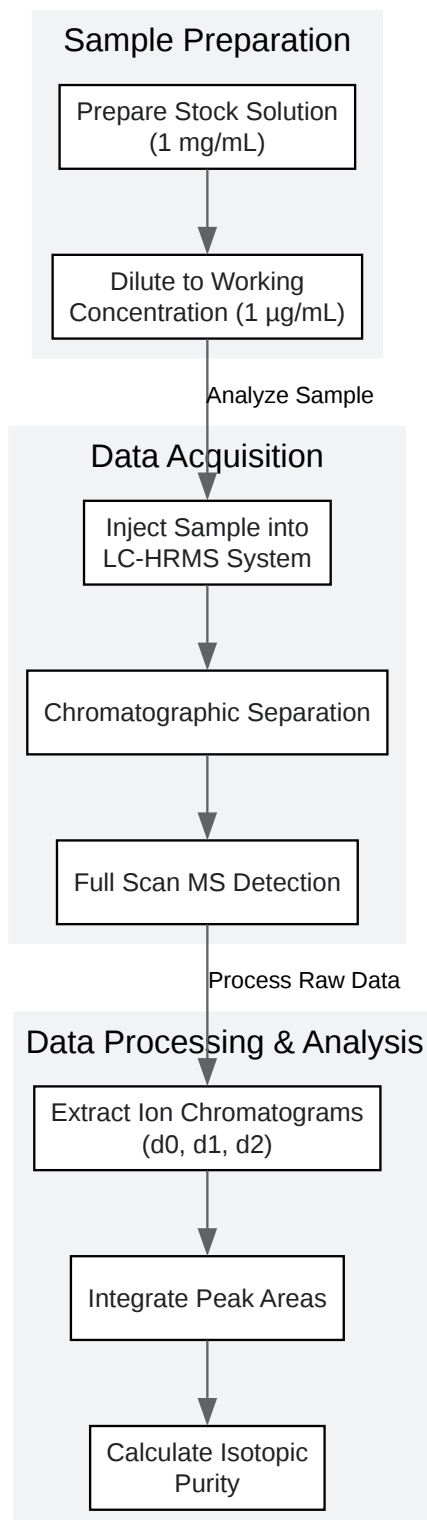 Sample Preparation
Prepare Stock Solution
(1 mg/mL)
Dilute to Working
Concentration (1 µg/mL)
Analyze Sample
Data Acquisition
Inject Sample into
LC-HRMS System
Chromatographic Separation
Full Scan MS Detection
Process Raw Data
Data Processing & Analysis
Extract Ion Chromatograms
(d0, d1, d2)
Integrate Peak Areas
Calculate Isotopic
Purity